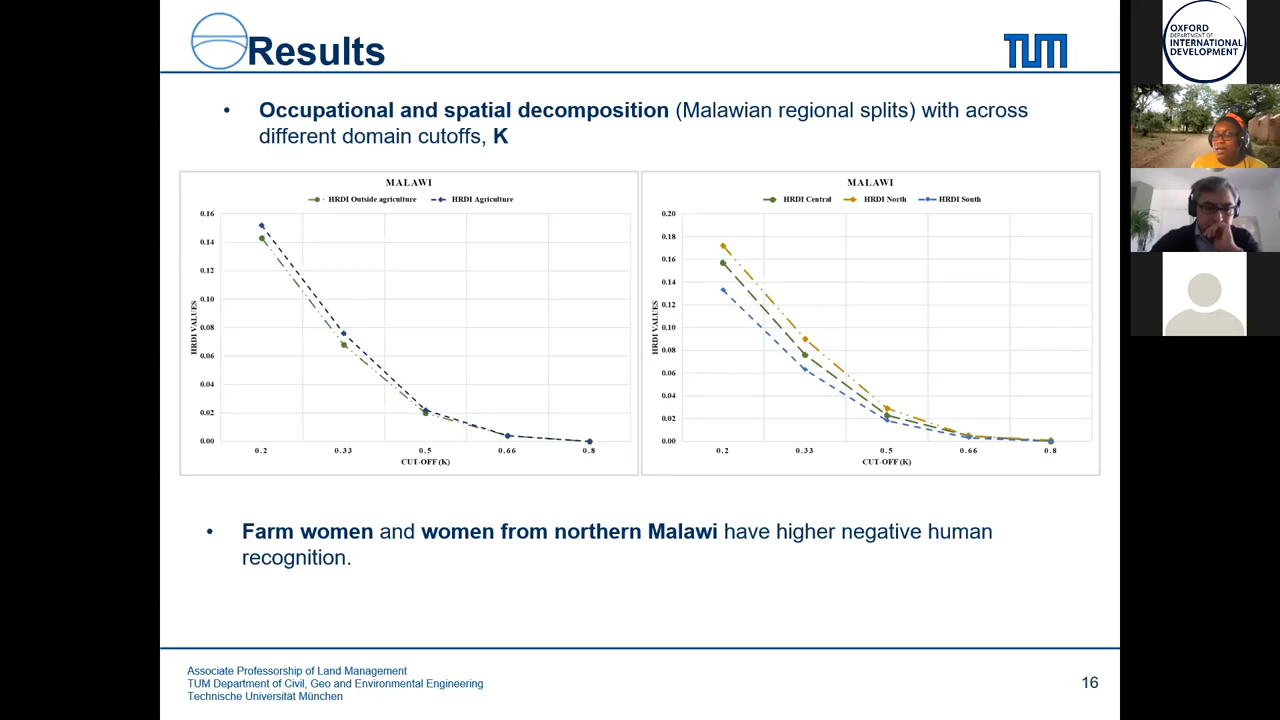 Results
TUM
OXFORD
DEPARTMENT OF
INTERNATIONAL
DEVELOPMENT
• Occupational and spatial decomposition (Malawian regional splits) with across
different domain cutoffs, K
MALAWI
HRDI Outside agriculture HRDI Agriculture
HRDI VALUES
0.16
0.14
0.12
0.10
0.08
0.06
0.04
0.02
0.00
0.2 0.33 0.5 0.66 0.8
CUT-OFF (K)
MALAWI
HRDI Central HRDI North HRDI South
HRDI VALUES
0.20
0.18
0.16
0.14
0.12
0.10
0.08
0.06
0.04
0.02
0.00
0.2 0.33 0.5 0.66 0.8
CUT-OFF (K)
• Farm women and women from northern Malawi have higher negative human
recognition.
Associate Professorship of Land Management
TUM Department of Civil, Geo and Environmental Engineering
Technische Universität München
16